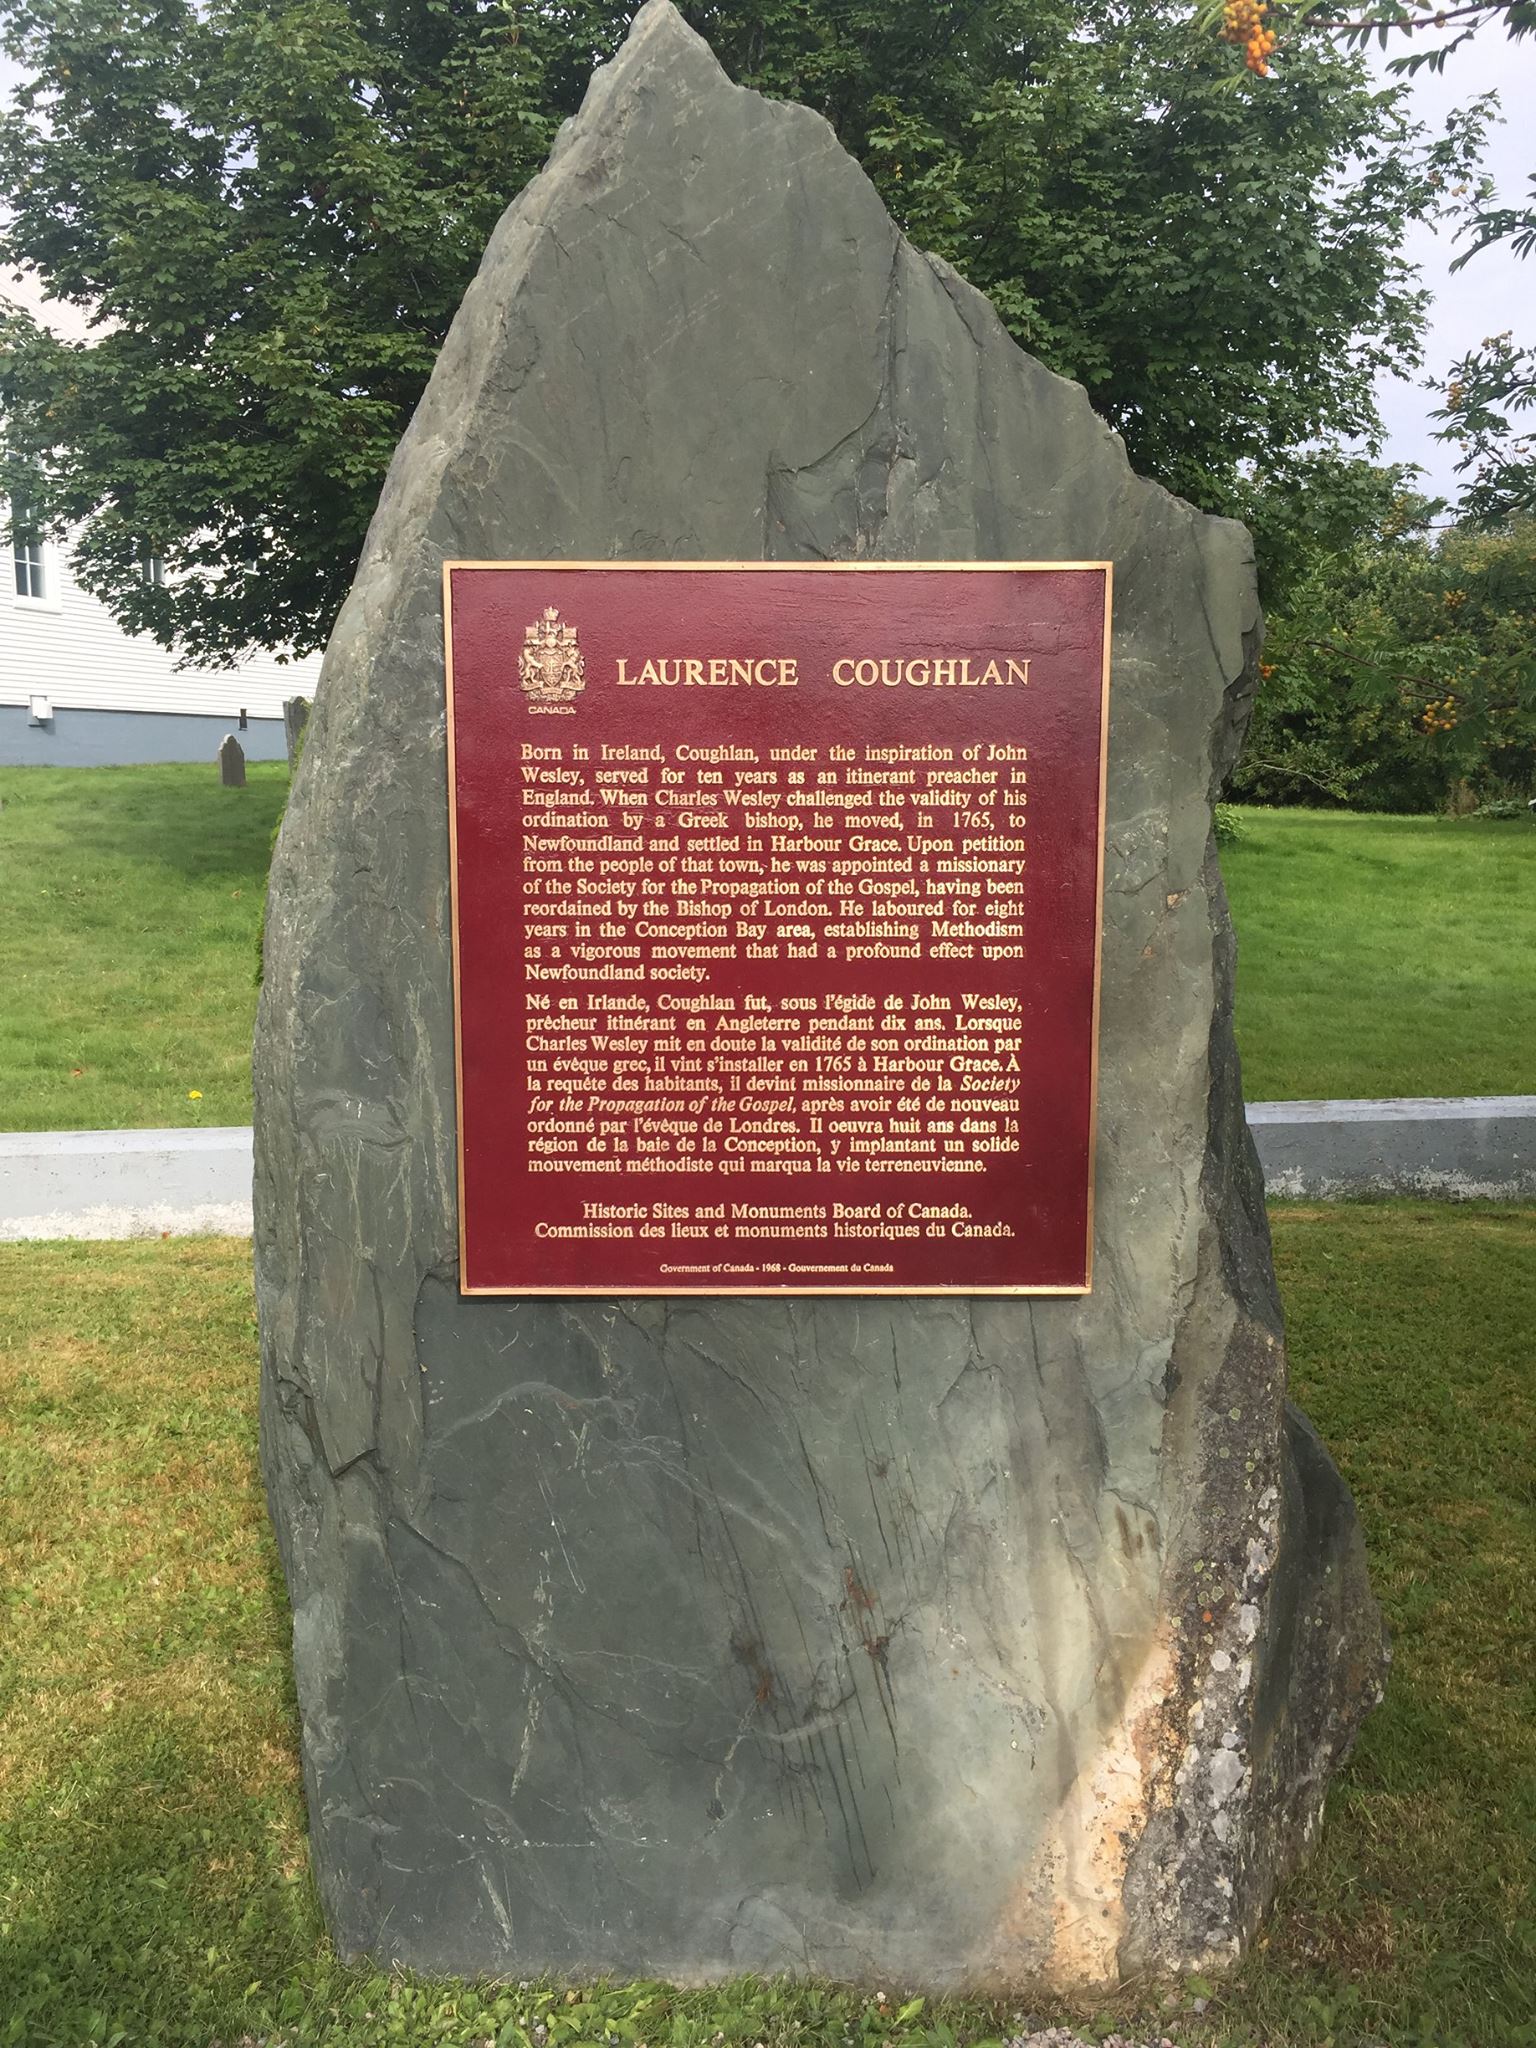 CANADA
LAURENCE COUGHLAN
Born in Ireland, Coughlan, under the inspiration of John
Wesley, served for ten years as an itinerant preacher in
England. When Charles Wesley challenged the validity of his
ordination by a Greek bishop, he moved, in 1765, to
Newfoundland and settled in Harbour Grace. Upon petition
from the people of that town, he was appointed a missionary
of the Society for the Propagation of the Gospel, having been
reordained by the Bishop of London. He laboured for eight
years in the Conception Bay area, establishing Methodism
as a vigorous movement that had a profound effect upon
Newfoundland society.
Né en Irlande, Coughlan fut, sous l'égide de John Wesley,
prêcheur itinérant en Angleterre pendant dix ans. Lorsque
Charles Wesley mit en doute la validité de son ordination par
un évêque grec, il vint s'installer en 1765 à Harbour Grace. À
la requête des habitants, il devint missionnaire de la Society
for the Propagation of the Gospel, après avoir été de nouveau
ordonné par l'évêque de Londres. Il oeuvra huit ans dans la
région de la baie de la Conception, y implantant un solide
mouvement méthodiste qui marqua la vie terreneuvienne.
Historic Sites and Monuments Board of Canada.
Commission des lieux et monuments historiques du Canada.
Government of Canada - 1968 - Gouvernement du Canada